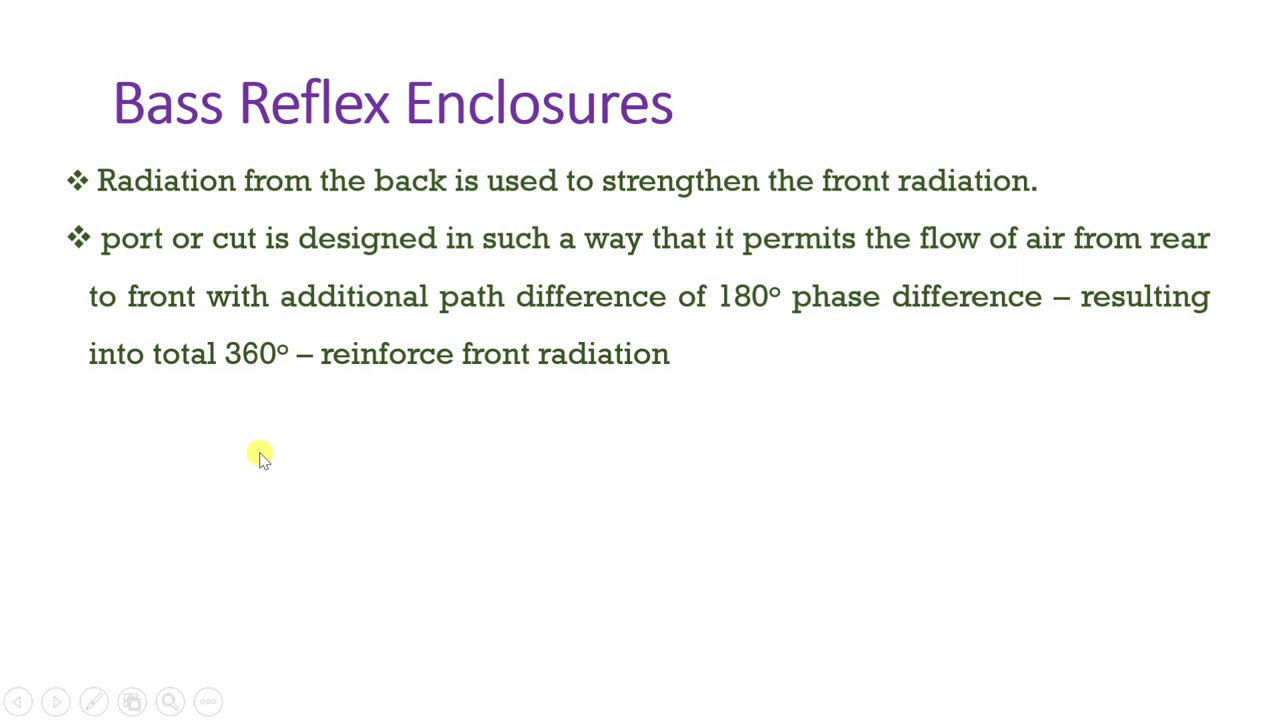 Bass Reflex Enclosures
❖ Radiation from the back is used to strengthen the front radiation.
❖ port or cut is designed in such a way that it permits the flow of air from rear
to front with additional path difference of 180° phase difference – resulting
into total 360° – reinforce front radiation